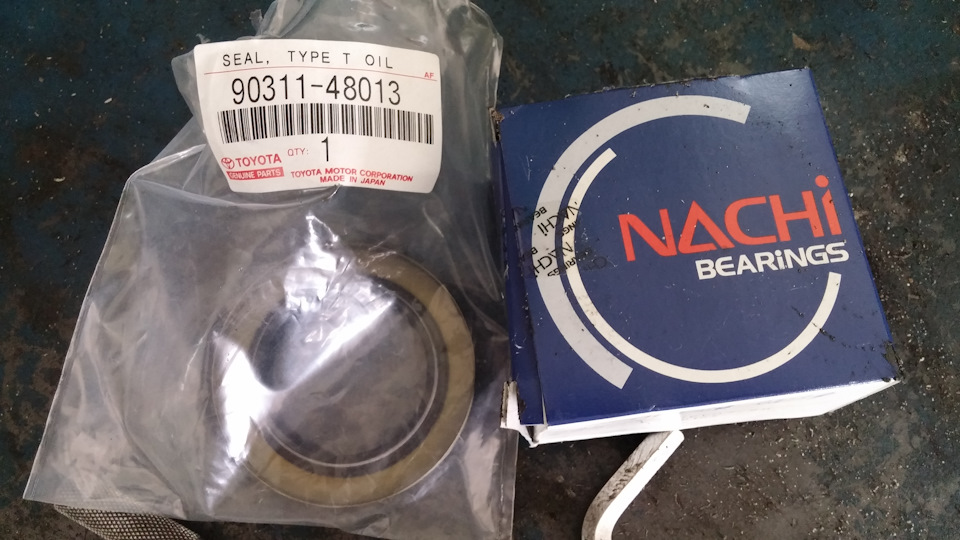 SEAL, TYPE T OIL
AF
90311-48013
TOYOTA
GENUINE PARTS
QTY: 1
TOYOTA MOTOR CORPORATION
MADE IN JAPAN
NACHi
BEARiNGS